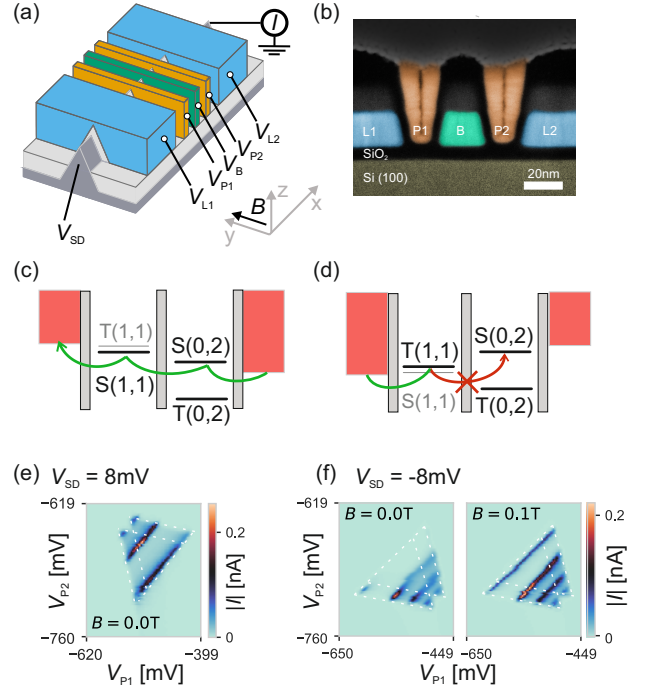 (a)
I
V_L2
V_P2
V_B
V_P1
V_L1
V_SD
B
z
x
y
(b)
L1
P1
B
P2
L2
SiO₂
Si (100)
20nm
(c)
T(1,1)
S(0,2)
S(1,1)
T(0,2)
(d)
S(0,2)
T(1,1)
S(1,1)
T(0,2)
(e)
V_SD = 8mV
−619
V_P2 [mV]
−760
B = 0.0T
−620
−399
V_P1 [mV]
0.2
0
|I| [nA]
(f)
V_SD = -8mV
−619
V_P2 [mV]
−760
B = 0.0T
B = 0.1T
−650
−449
−650
−449
V_P1 [mV]
0.2
0
|I| [nA]